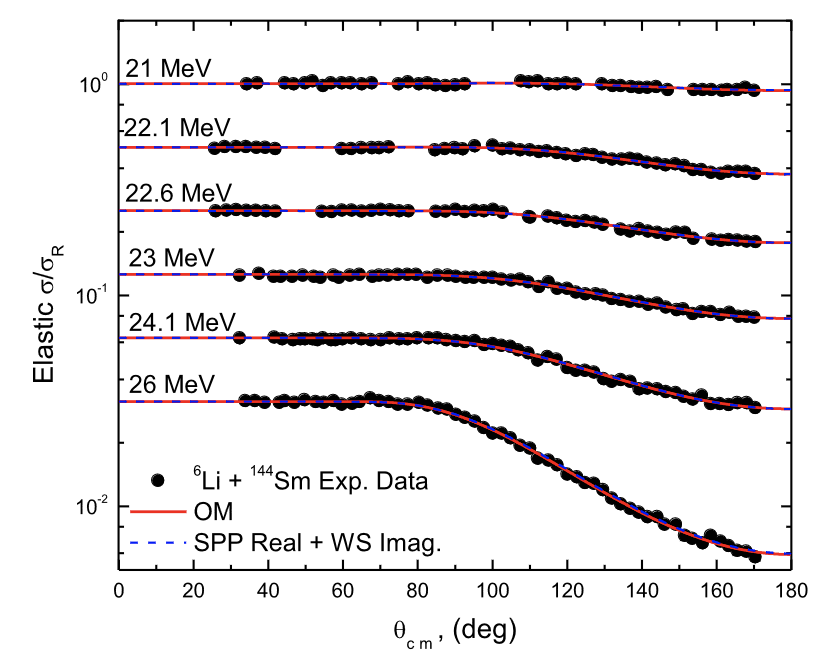 21 MeV
22.1 MeV
22.6 MeV
23 MeV
24.1 MeV
26 MeV
⁶Li + ¹⁴⁴Sm Exp. Data
OM
SPP Real + WS Imag.
Elastic σ/σ_R
10⁰
10⁻¹
10⁻²
0 20 40 60 80 100 120 140 160 180
θ_c m , (deg)